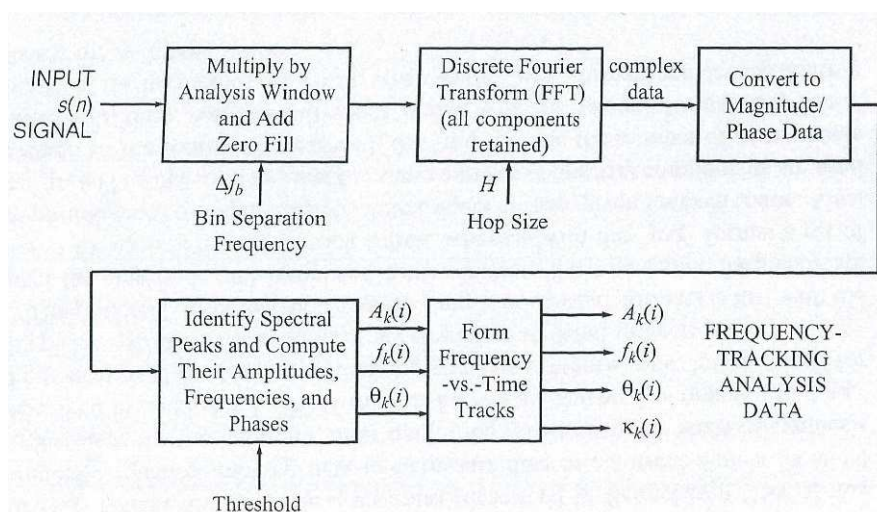 INPUT
s(n)
SIGNAL
Multiply by
Analysis Window
and Add
Zero Fill
Δf_b
Bin Separation
Frequency
Discrete Fourier
Transform (FFT)
(all components
retained)
H
Hop Size
complex
data
Convert to
Magnitude/
Phase Data
Identify Spectral
Peaks and Compute
Their Amplitudes,
Frequencies, and
Phases
Threshold
A_k(i)
f_k(i)
θ_k(i)
Form
Frequency
-vs.-Time
Tracks
A_k(i)
f_k(i)
θ_k(i)
κ_k(i)
FREQUENCY-
TRACKING
ANALYSIS
DATA